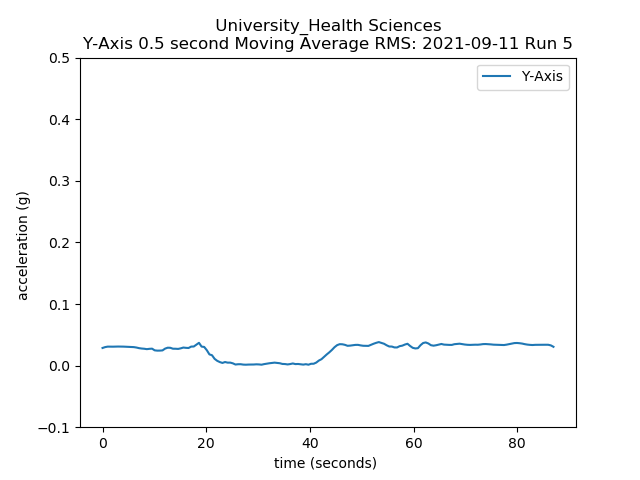 University_Health Sciences
Y-Axis 0.5 second Moving Average RMS: 2021-09-11 Run 5
Y-Axis
0.5
0.4
0.3
0.2
0.1
0.0
−0.1
acceleration (g)
0 20 40 60 80
time (seconds)